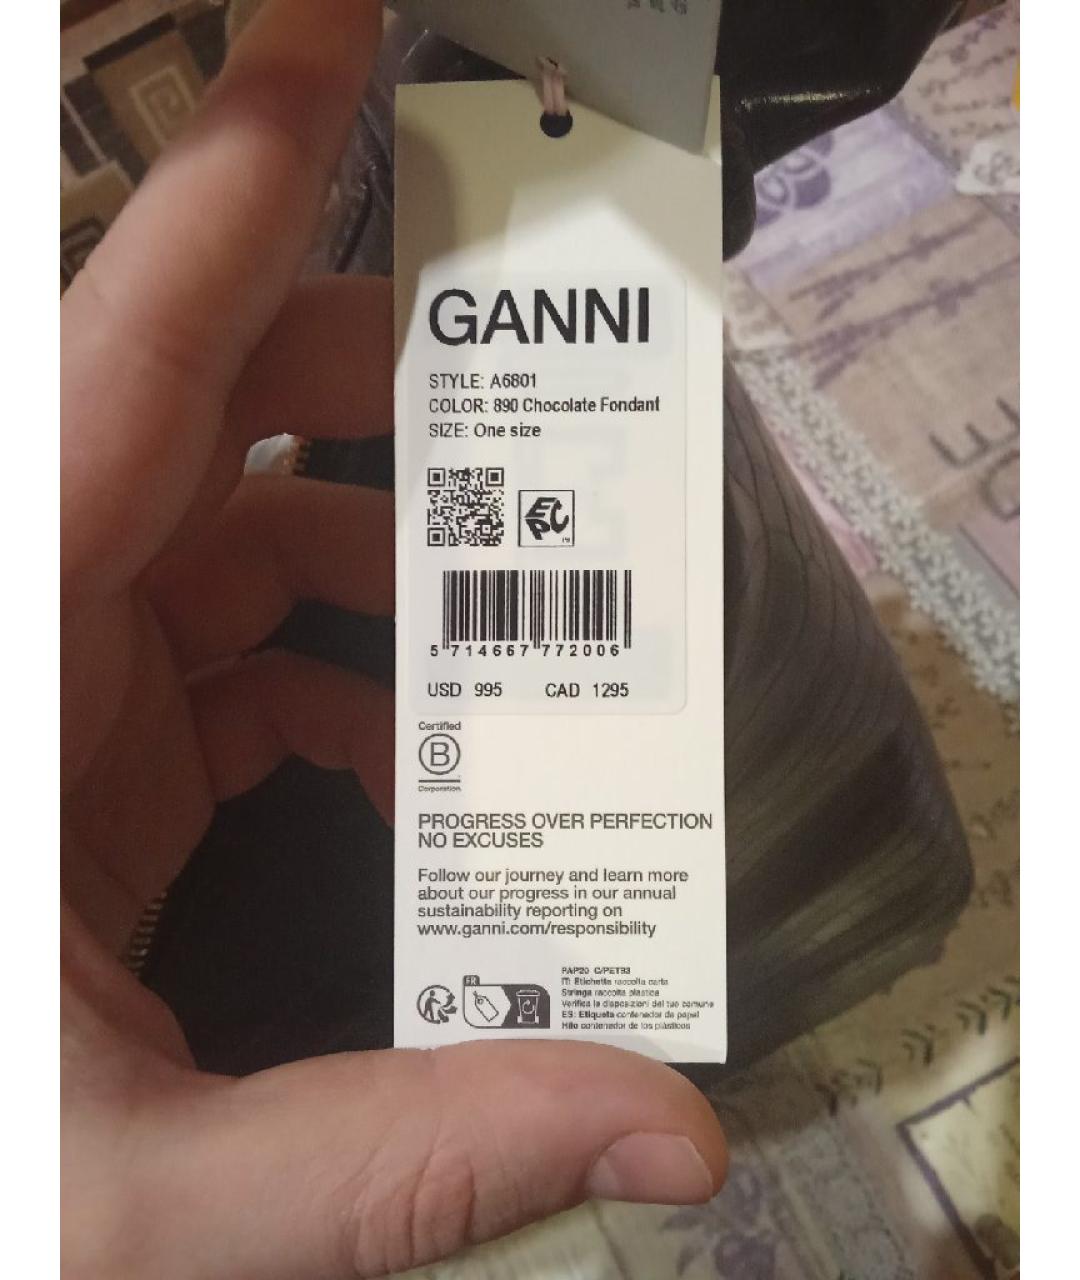 GANNI
STYLE: A6801
COLOR: 890 Chocolate Fondant
SIZE: One size
EPC
5 714667 772006
USD 995 CAD 1295
Certified
B
Corporation
PROGRESS OVER PERFECTION
NO EXCUSES
Follow our journey and learn more
about our progress in our annual
sustainability reporting on
www.ganni.com/responsibility
FR
PAP20 C/PET93
IT: Etichetta raccolta carta
Stringa raccolta plastica
Verifica le disposizioni del tuo comune
ES: Etiqueta contenedor de papel
Hilo contenedor de los plásticos